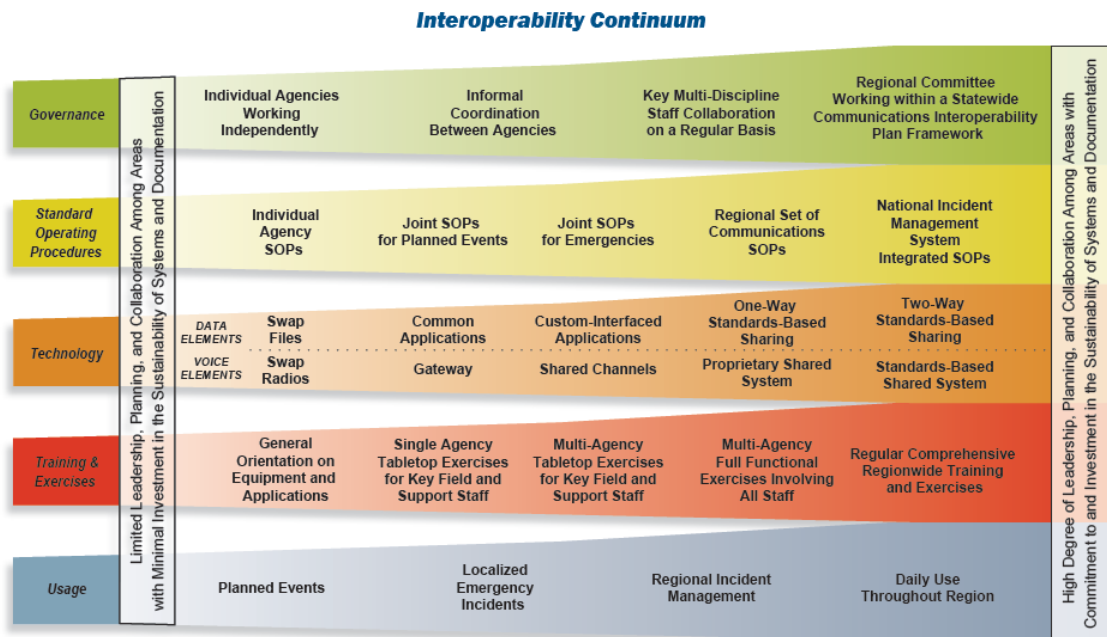 Interoperability Continuum
Limited Leadership, Planning, and Collaboration Among Areas
with Minimal Investment in the Sustainability of Systems and Documentation
High Degree of Leadership, Planning, and Collaboration Among Areas with
Commitment to and Investment in the Sustainability of Systems and Documentation
Governance
Individual Agencies
Working
Independently
Informal
Coordination
Between Agencies
Key Multi-Discipline
Staff Collaboration
on a Regular Basis
Regional Committee
Working within a Statewide
Communications Interoperability
Plan Framework
Standard
Operating
Procedures
Individual
Agency
SOPs
Joint SOPs
for Planned Events
Joint SOPs
for Emergencies
Regional Set of
Communications
SOPs
National Incident
Management
System
Integrated SOPs
Technology
DATA
ELEMENTS
Swap
Files
Common
Applications
Custom-Interfaced
Applications
One-Way
Standards-Based
Sharing
Two-Way
Standards-Based
Sharing
VOICE
ELEMENTS
Swap
Radios
Gateway
Shared Channels
Proprietary Shared
System
Standards-Based
Shared System
Training &
Exercises
General
Orientation on
Equipment and
Applications
Single Agency
Tabletop Exercises
for Key Field and
Support Staff
Multi-Agency
Tabletop Exercises
for Key Field and
Support Staff
Multi-Agency
Full Functional
Exercises Involving
All Staff
Regular Comprehensive
Regionwide Training
and Exercises
Usage
Planned Events
Localized
Emergency
Incidents
Regional Incident
Management
Daily Use
Throughout Region